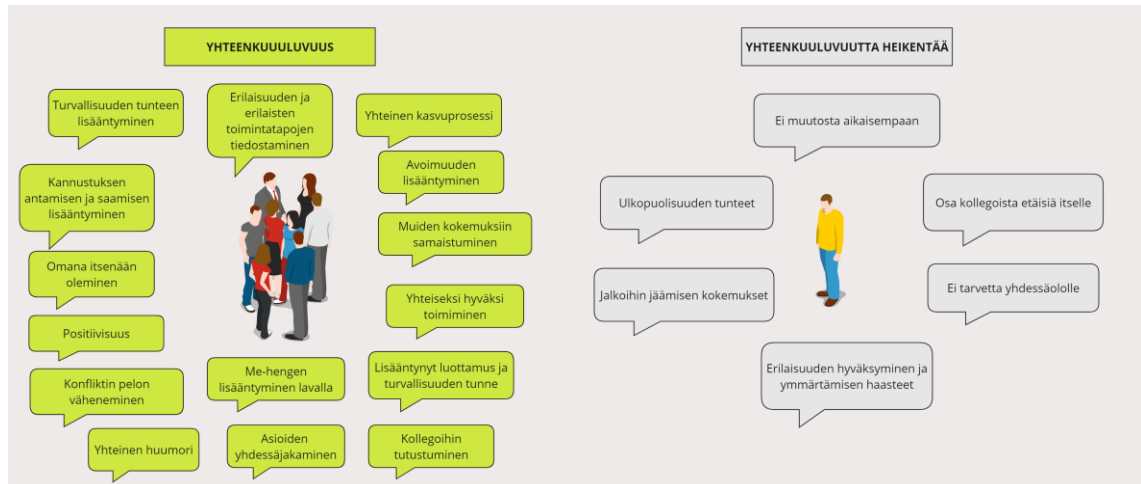 YHTEENKUUULUVUUS
Turvallisuuden tunteen
lisääntyminen
Erilaisuuden ja
erilaisten
toimintatapojen
tiedostaminen
Yhteinen kasvuprosessi
Avoimuuden
lisääntyminen
Kannustuksen
antamisen ja saamisen
lisääntyminen
Muiden kokemuksiin
samaistuminen
Omana itsenään
oleminen
Yhteiseksi hyväksi
toimiminen
Positiivisuus
Me-hengen
lisääntyminen lavalla
Lisääntynyt luottamus ja
turvallisuuden tunne
Konfliktin pelon
väheneminen
Yhteinen huumori
Asioiden
yhdessäjakaminen
Kollegoihin
tutustuminen
YHTEENKUULUVUUTTA HEIKENTÄÄ
Ei muutosta aikaisempaan
Ulkopuolisuuden tunteet
Osa kollegoista etäisiä itselle
Jalkoihin jäämisen kokemukset
Ei tarvetta yhdessäololle
Erilaisuuden hyväksyminen ja
ymmärtämisen haasteet